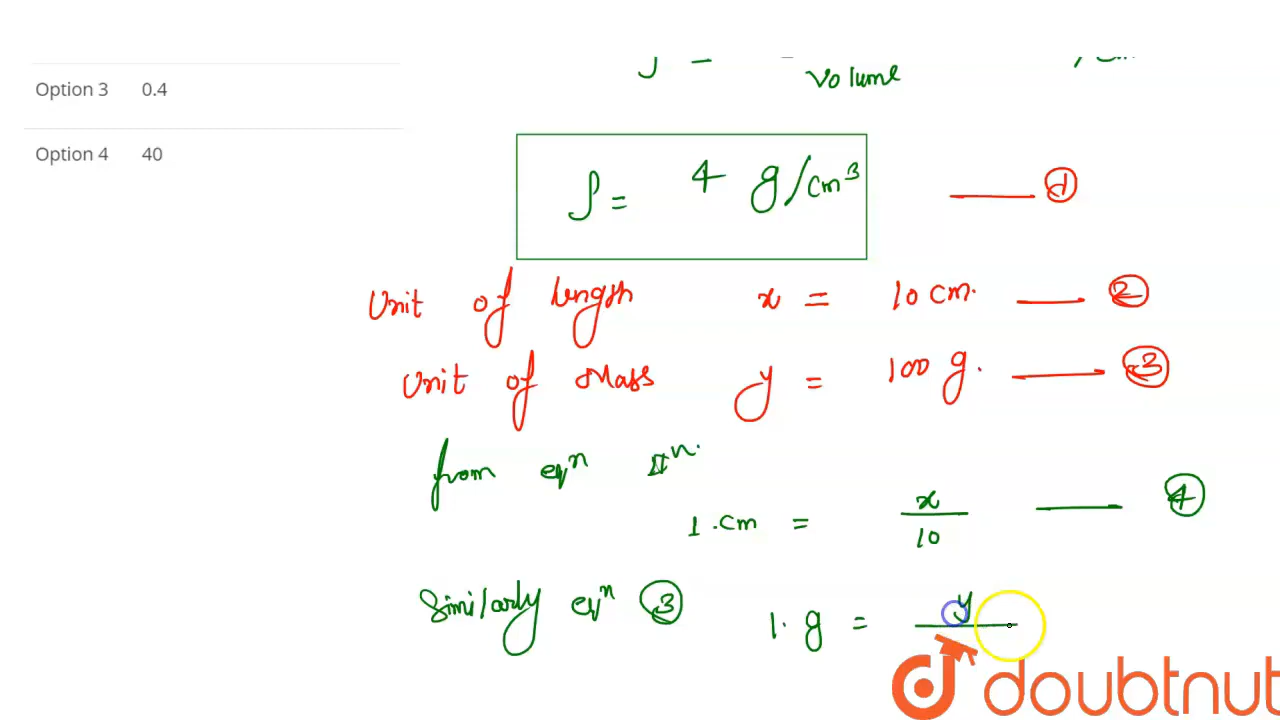 Option 3 0.4
Volume
Option 4 40
ρ = 4 g/cm³ ①
Unit of length x = 10 cm. ②
Unit of Mass y = 100 g. ③
from eqⁿ IIⁿ.
1 . cm = x/10 ④
Similarly eqⁿ ③ 1. g = y
doubtnut